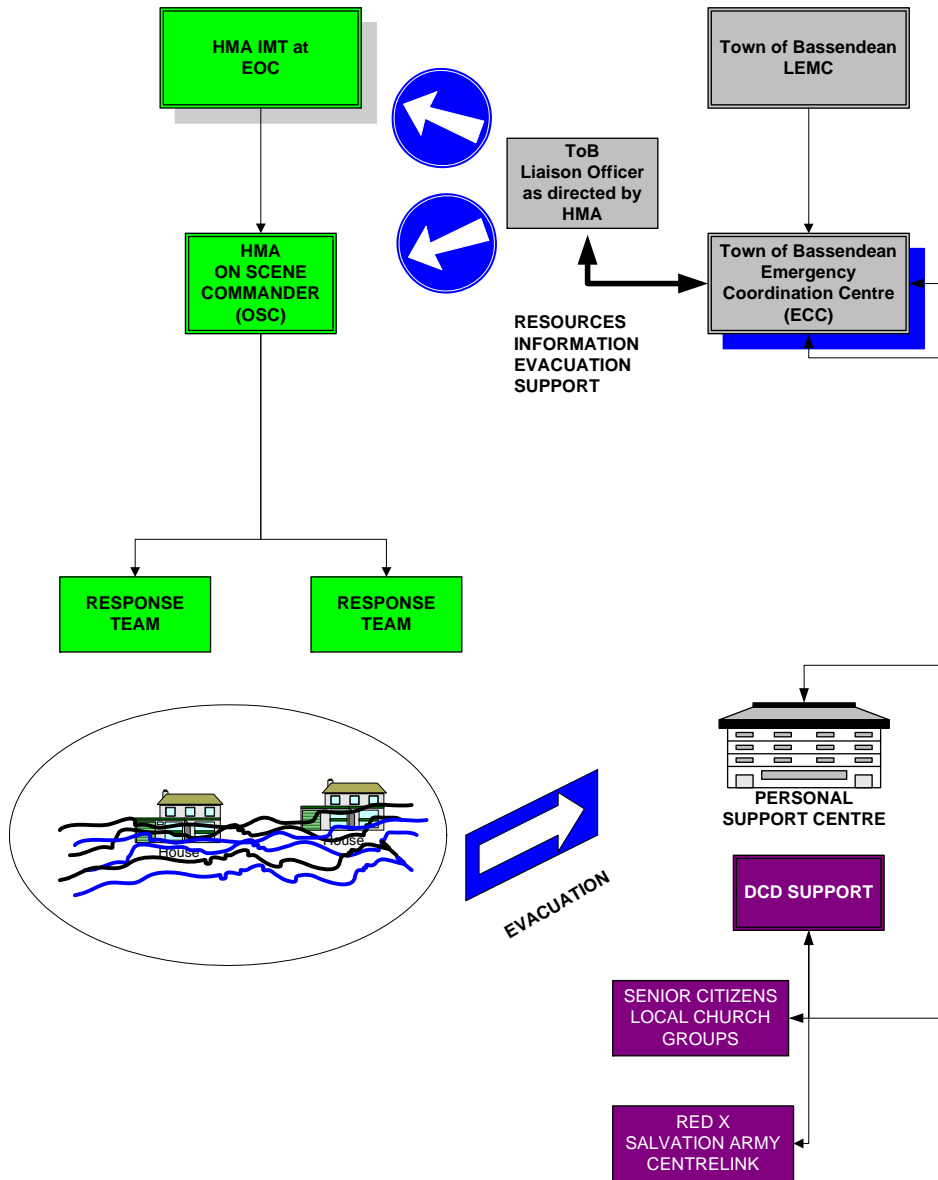 HMA IMT at
EOC
Town of Bassendean
LEMC
ToB
Liaison Officer
as directed by
HMA
HMA
ON SCENE
COMMANDER
(OSC)
Town of Bassendean
Emergency
Coordination Centre
(ECC)
RESOURCES
INFORMATION
EVACUATION
SUPPORT
RESPONSE
TEAM
RESPONSE
TEAM
House
House
EVACUATION
PERSONAL
SUPPORT CENTRE
DCD SUPPORT
SENIOR CITIZENS
LOCAL CHURCH
GROUPS
RED X
SALVATION ARMY
CENTRELINK